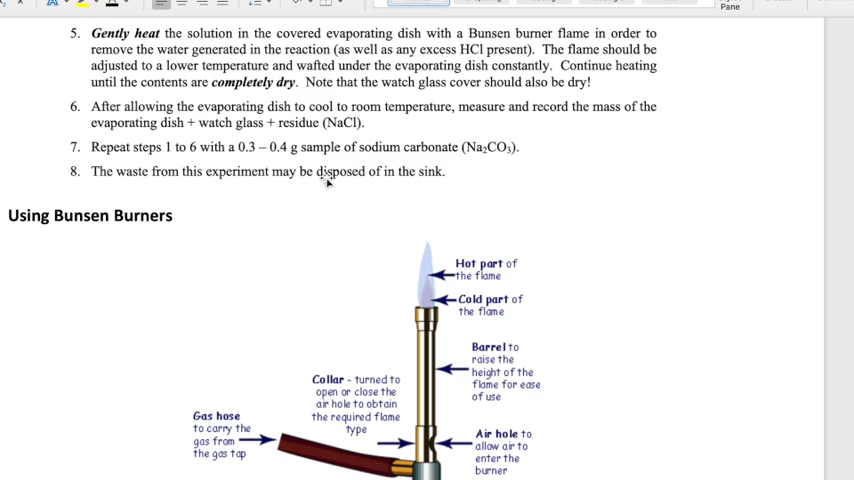 Pane
5. Gently heat the solution in the covered evaporating dish with a Bunsen burner flame in order to
remove the water generated in the reaction (as well as any excess HCl present). The flame should be
adjusted to a lower temperature and wafted under the evaporating dish constantly. Continue heating
until the contents are completely dry. Note that the watch glass cover should also be dry!
6. After allowing the evaporating dish to cool to room temperature, measure and record the mass of the
evaporating dish + watch glass + residue (NaCl).
7. Repeat steps 1 to 6 with a 0.3 – 0.4 g sample of sodium carbonate (Na₂CO₃).
8. The waste from this experiment may be disposed of in the sink.
Using Bunsen Burners
Hot part of
the flame
Cold part of
the flame
Barrel to
raise the
height of the
flame for ease
of use
Collar - turned to
open or close the
air hole to obtain
the required flame
type
Gas hose
to carry the
gas from
the gas tap
Air hole to
allow air to
enter the
burner